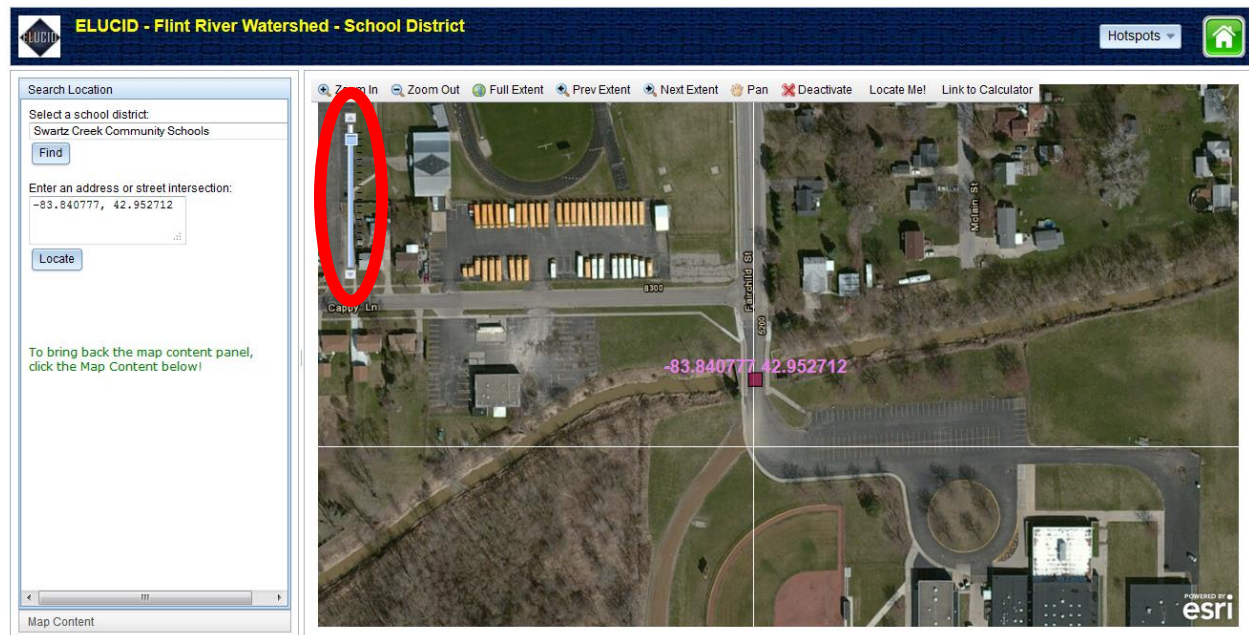 ELUCID
ELUCID - Flint River Watershed - School District
Hotspots
Search Location
Select a school district:
Swartz Creek Community Schools
Find
Enter an address or street intersection:
-83.840777, 42.952712
Locate
To bring back the map content panel,
click the Map Content below!
Map Content
Zoom In Zoom Out Full Extent Prev Extent Next Extent Pan Deactivate Locate Me! Link to Calculator
Mclain St
Fairchild St
8300
Cappy Ln
5200
-83.840777 42.952712
POWERED BY
esri